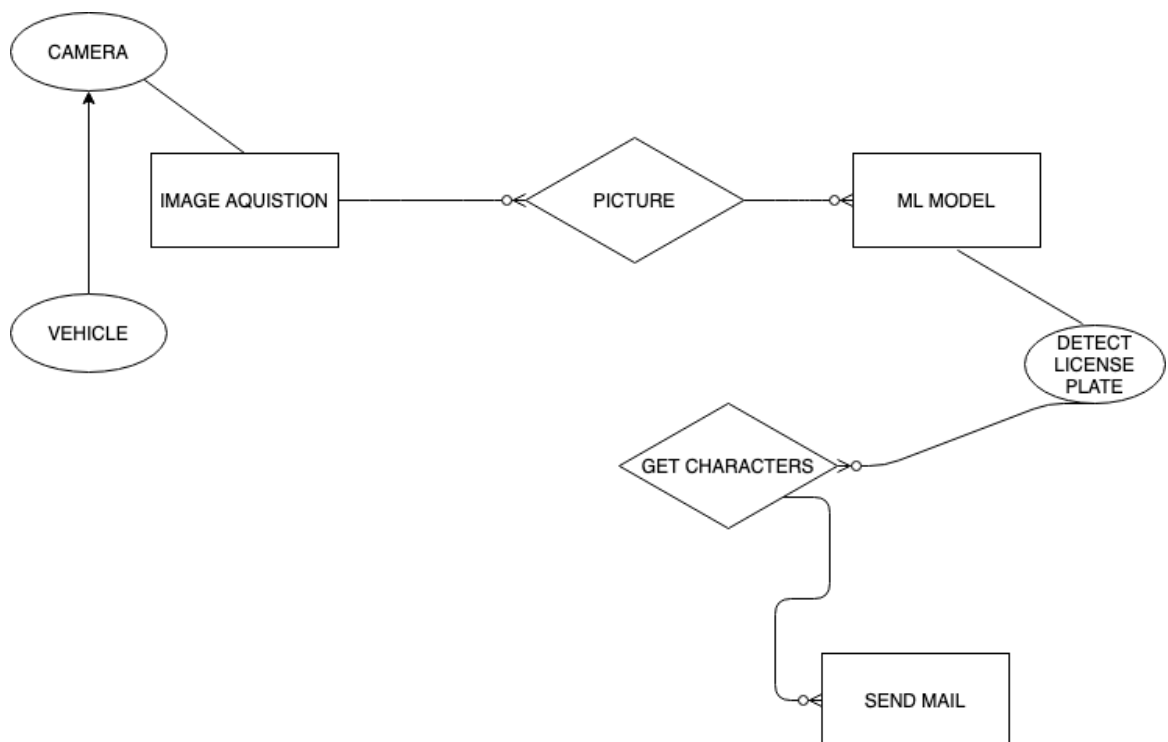 CAMERA
IMAGE AQUISTION
PICTURE
ML MODEL
VEHICLE
DETECT
LICENSE
PLATE
GET CHARACTERS
SEND MAIL